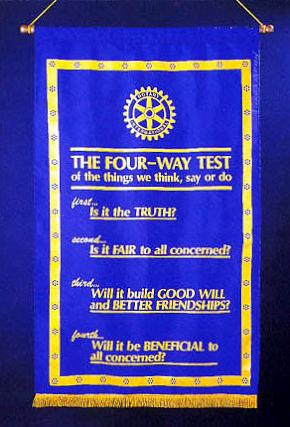 ROTARY
INTERNATIONAL
THE FOUR-WAY TEST
of the things we think, say or do
first...
Is it the TRUTH?
second...
Is it FAIR to all concerned?
third...
Will it build GOOD WILL
and BETTER FRIENDSHIPS?
fourth...
Will it be BENEFICIAL to
all concerned?